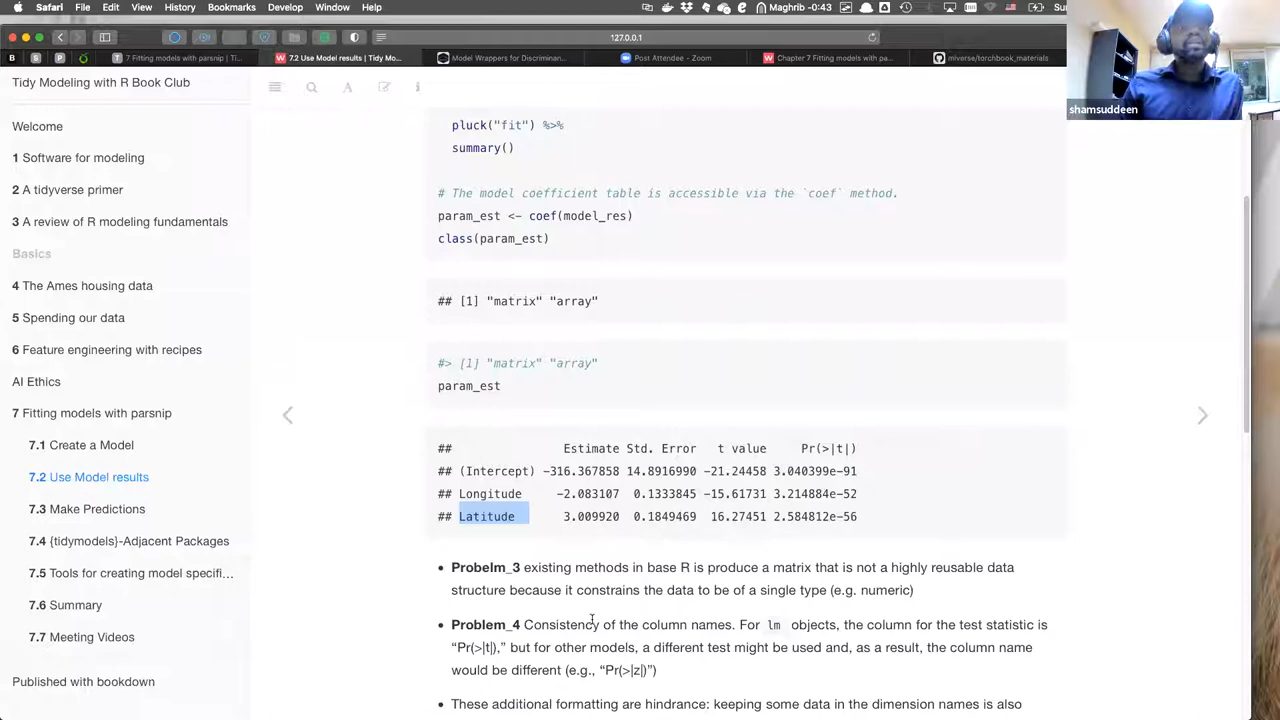 Safari File Edit View History Bookmarks Develop Window Help Maghrib -0:43
127.0.0.1
B S P 7 Fitting models with parsnip | Ti... 7.2 Use Model results | Tidy Mo... Model Wrappers for Discriminan... Post Attendee - Zoom Chapter 7 Fitting models with pa... mlverse/torchbook_materials
shamsuddeen
Tidy Modeling with R Book Club
Welcome
1 Software for modeling
2 A tidyverse primer
3 A review of R modeling fundamentals
Basics
4 The Ames housing data
5 Spending our data
6 Feature engineering with recipes
AI Ethics
7 Fitting models with parsnip
7.1 Create a Model
7.2 Use Model results
7.3 Make Predictions
7.4 {tidymodels}-Adjacent Packages
7.5 Tools for creating model specifi...
7.6 Summary
7.7 Meeting Videos
Published with bookdown
pluck("fit") %>%
summary()
# The model coefficient table is accessible via the `coef` method.
param_est <- coef(model_res)
class(param_est)
## [1] "matrix" "array"
#> [1] "matrix" "array"
param_est
## Estimate Std. Error t value Pr(>|t|)
## (Intercept) -316.367858 14.8916990 -21.24458 3.040399e-91
## Longitude -2.083107 0.1333845 -15.61731 3.214884e-52
## Latitude 3.009920 0.1849469 16.27451 2.584812e-56
• Probelm_3 existing methods in base R is produce a matrix that is not a highly reusable data
structure because it constrains the data to be of a single type (e.g. numeric)
• Problem_4 Consistency of the column names. For lm objects, the column for the test statistic is
“Pr(>|t|),” but for other models, a different test might be used and, as a result, the column name
would be different (e.g., “Pr(>|z|)”)
• These additional formatting are hindrance: keeping some data in the dimension names is also